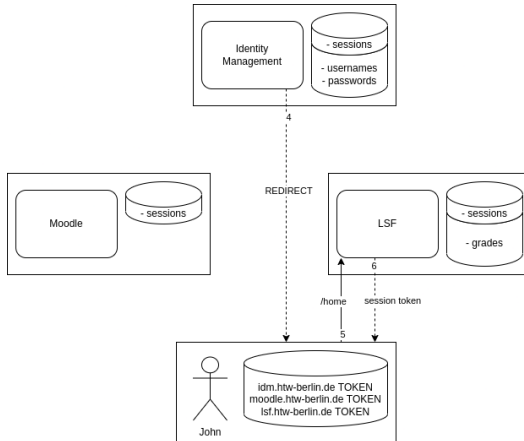 Identity
Management
- sessions
- usernames
- passwords
4
REDIRECT
Moodle
- sessions
LSF
- sessions
- grades
6
/home
session token
5
idm.htw-berlin.de TOKEN
moodle.htw-berlin.de TOKEN
lsf.htw-berlin.de TOKEN
John